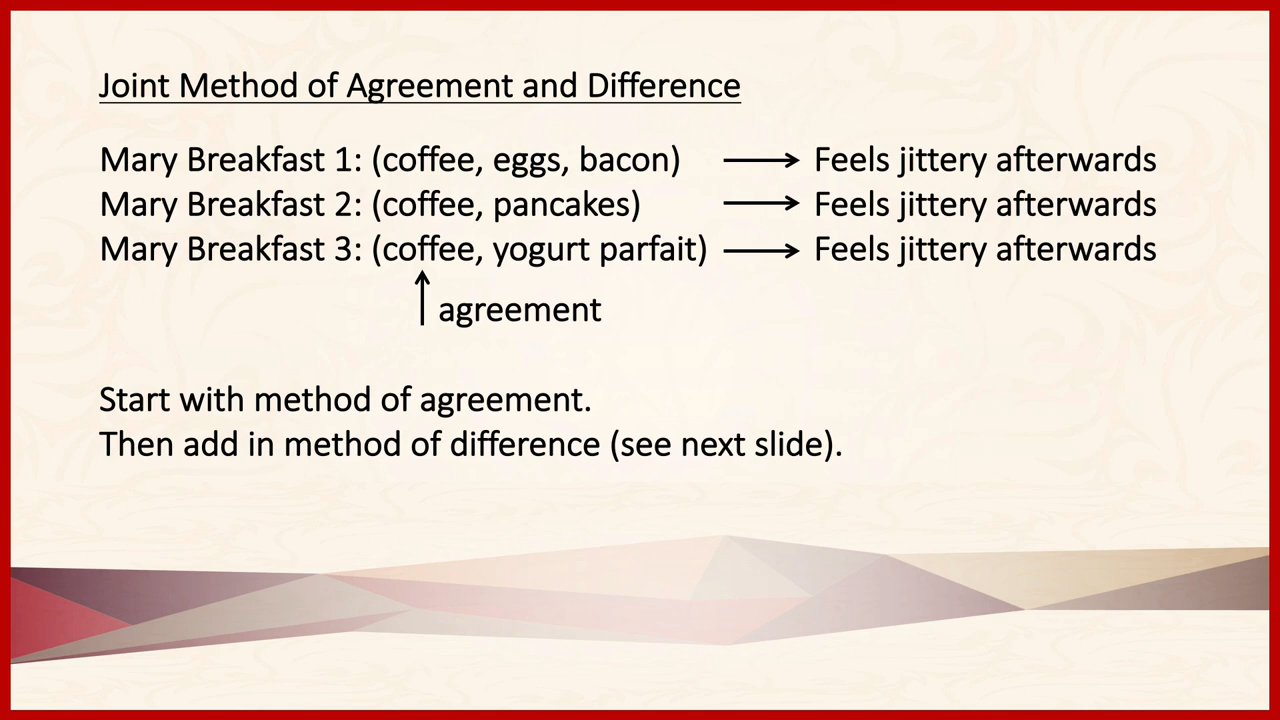 Joint Method of Agreement and Difference
Mary Breakfast 1: (coffee, eggs, bacon) → Feels jittery afterwards
Mary Breakfast 2: (coffee, pancakes) → Feels jittery afterwards
Mary Breakfast 3: (coffee, yogurt parfait) → Feels jittery afterwards
agreement
Start with method of agreement.
Then add in method of difference (see next slide).